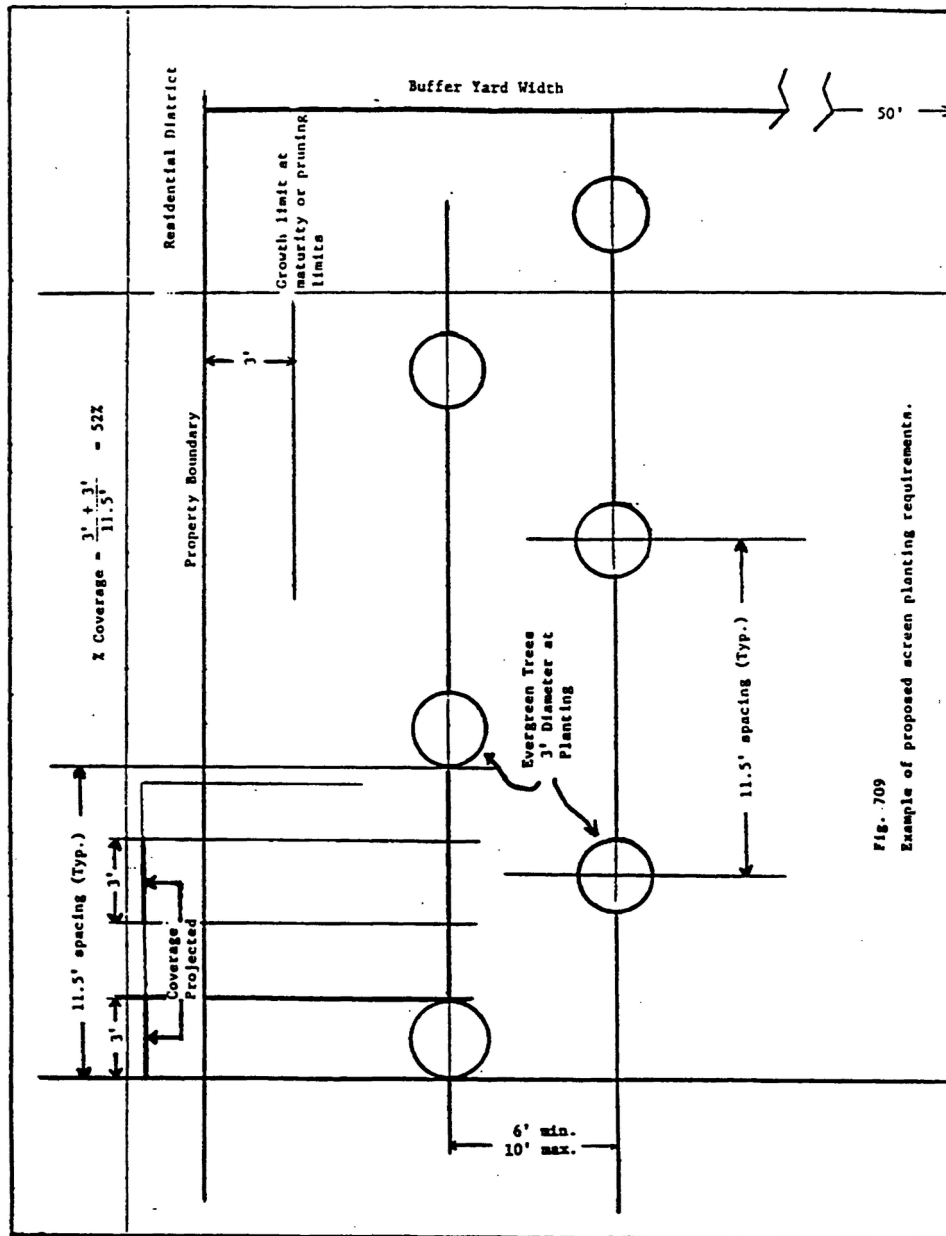 Residential District
Buffer Yard Width
50'
Growth limit at
maturity or pruning
limits
3'
Property Boundary
% Coverage = 3' + 3'
11.5'
= 52%
11.5' spacing (Typ.)
3'
3'
Coverage
Projected
Evergreen Trees
3' Diameter at
Planting
11.5' spacing (Typ.)
6' min.
10' max.
Fig. 709
Example of proposed screen planting requirements.